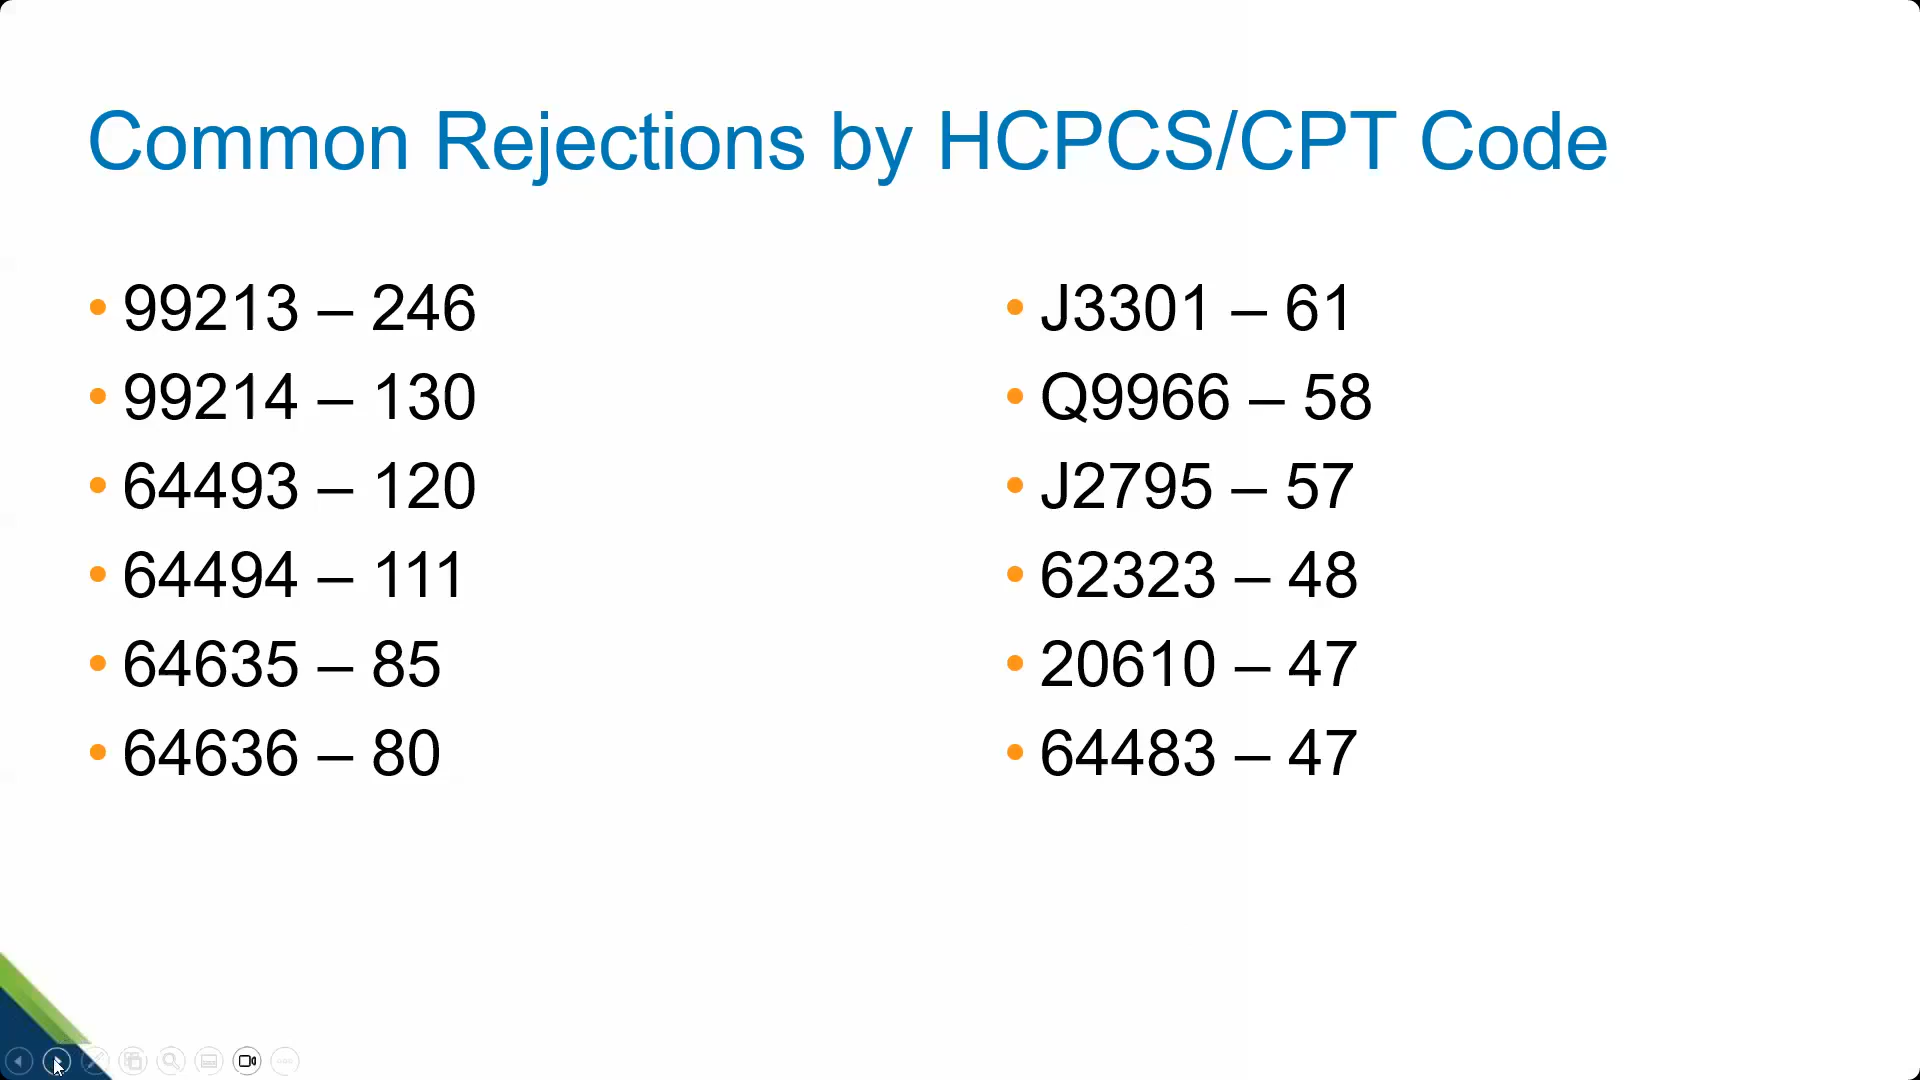 Common Rejections by HCPCS/CPT Code
• 99213 – 246
• 99214 – 130
• 64493 – 120
• 64494 – 111
• 64635 – 85
• 64636 – 80
• J3301 – 61
• Q9966 – 58
• J2795 – 57
• 62323 – 48
• 20610 – 47
• 64483 – 47